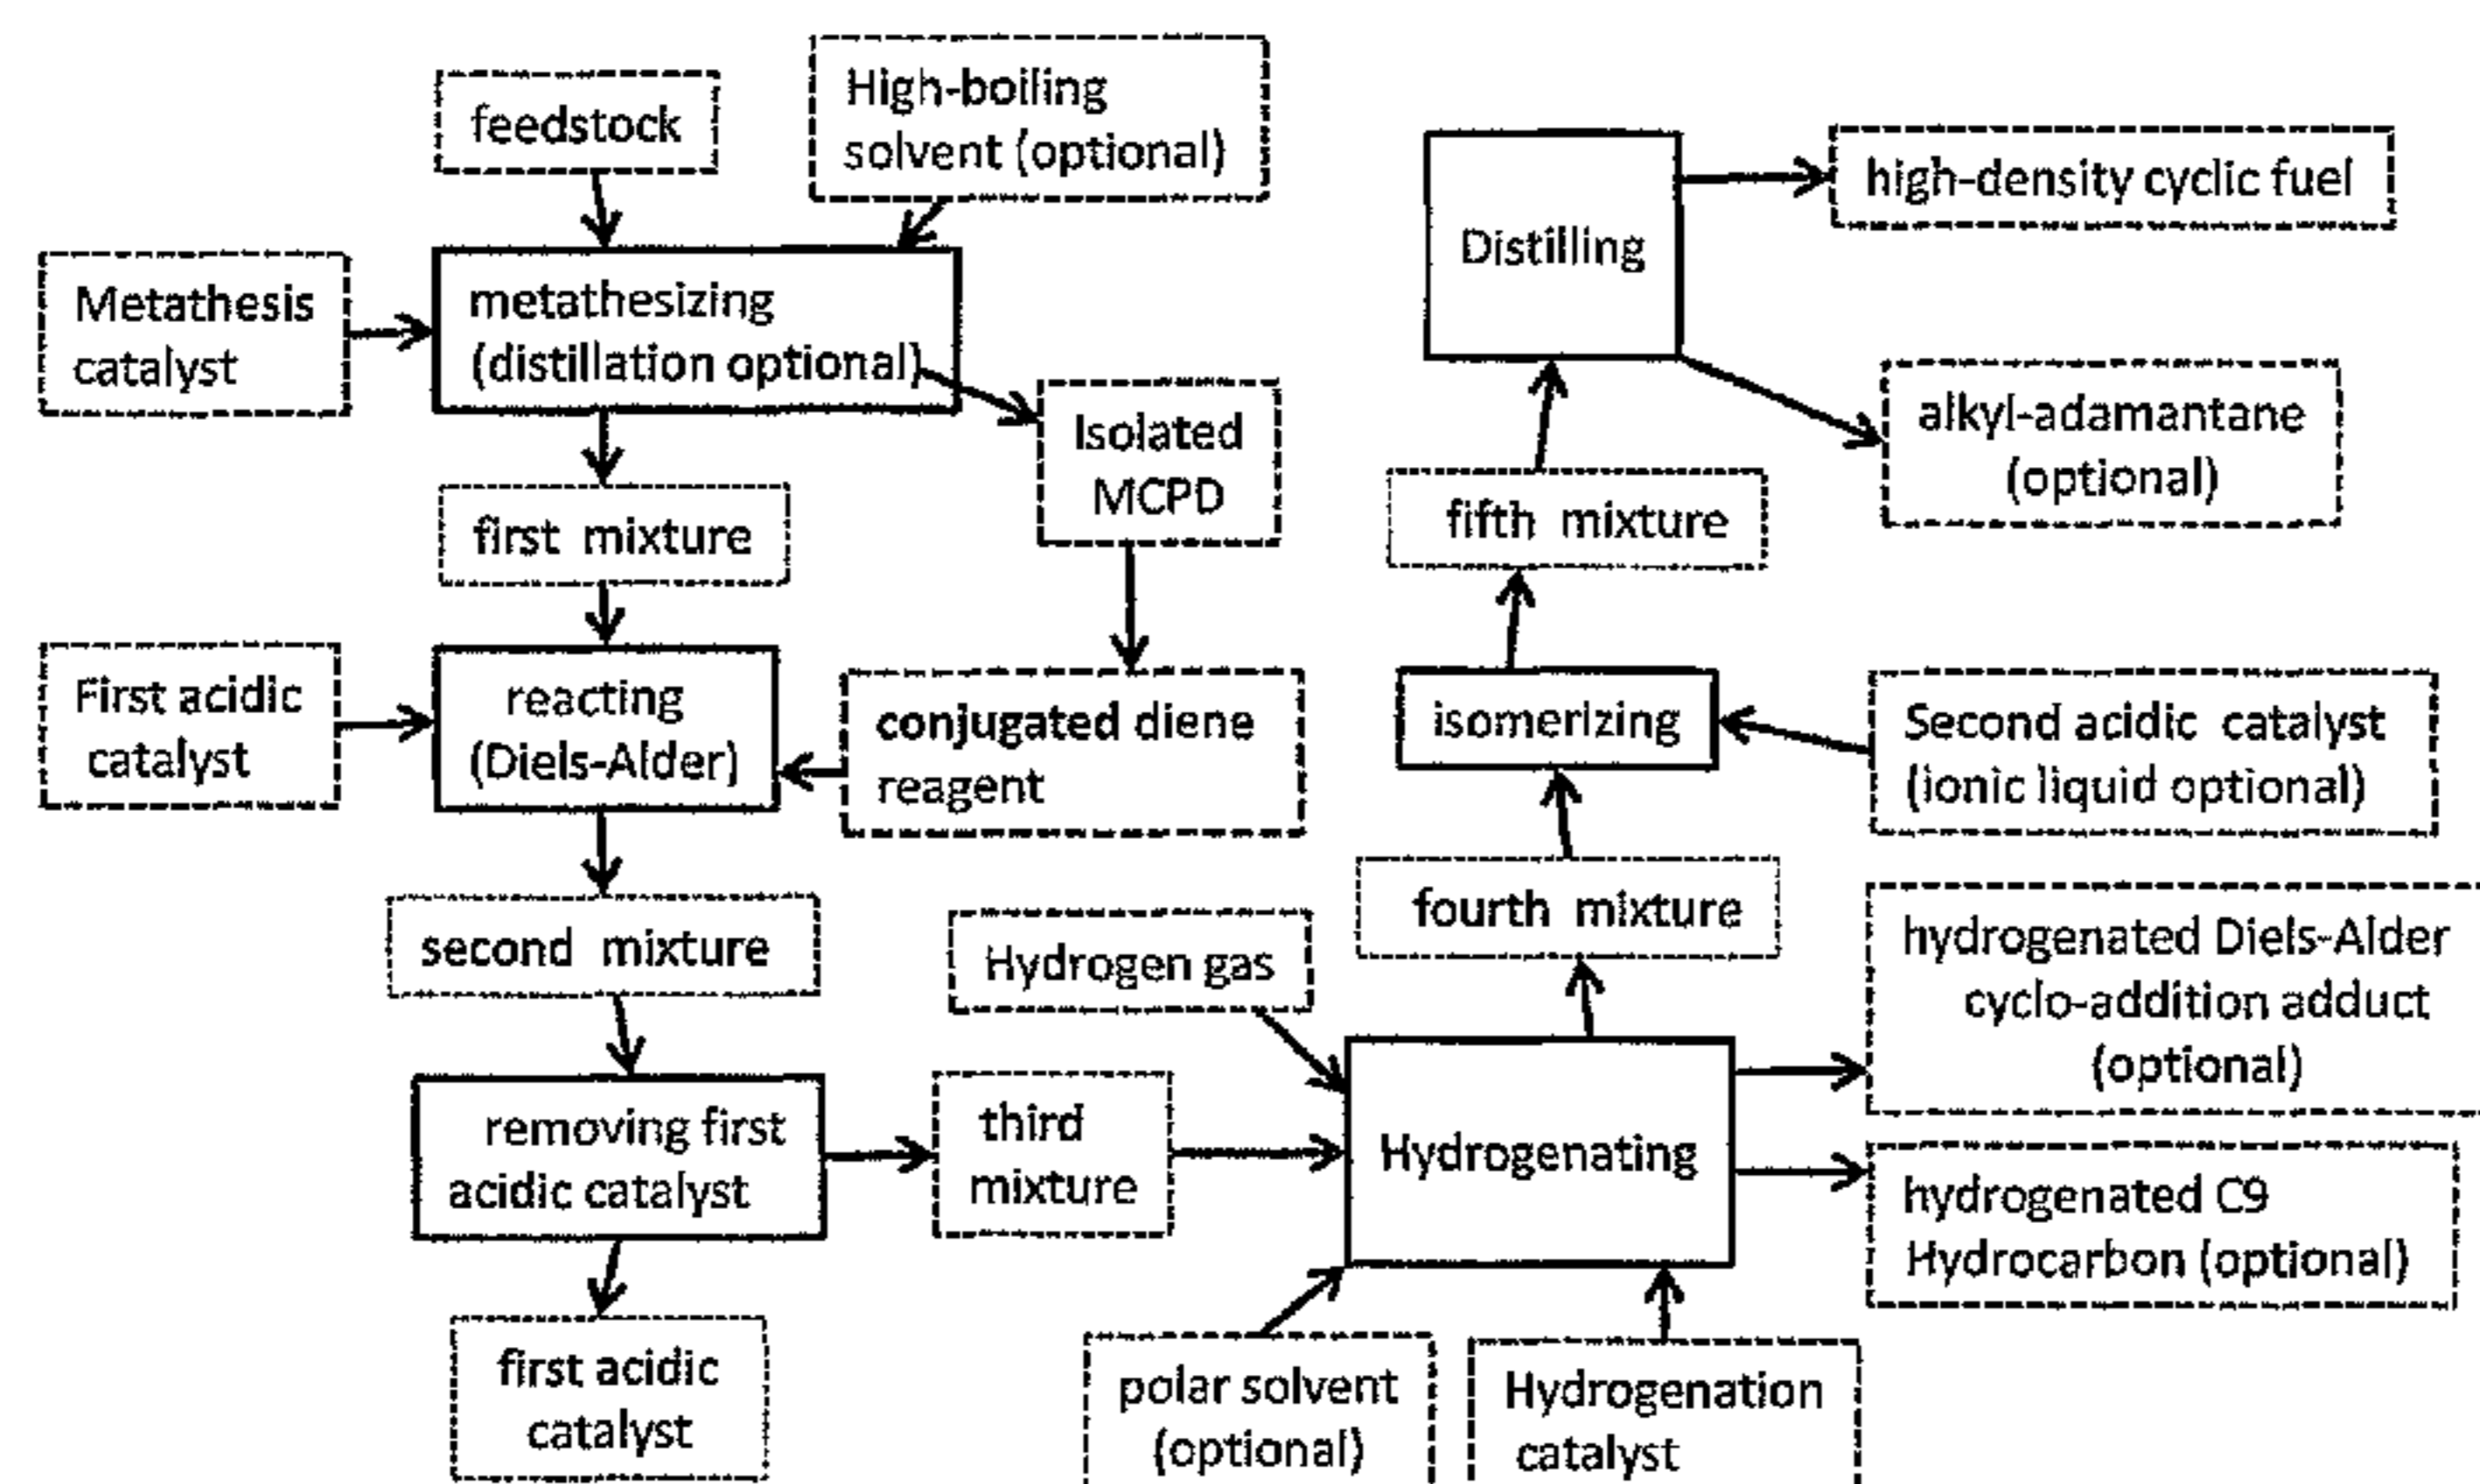 feedstock
High-boiling
solvent (optional)
Metathesis
catalyst
metathesizing
(distillation optional)
Isolated
MCPD
first mixture
First acidic
catalyst
reacting
(Diels-Alder)
conjugated diene
reagent
second mixture
removing first
acidic catalyst
first acidic
catalyst
third
mixture
Hydrogen gas
Hydrogenating
polar solvent
(optional)
Hydrogenation
catalyst
hydrogenated Diels-Alder
cyclo-addition adduct
(optional)
hydrogenated C9
Hydrocarbon (optional)
fourth mixture
isomerizing
Second acidic catalyst
(ionic liquid optional)
fifth mixture
Distilling
high-density cyclic fuel
alkyl-adamantane
(optional)